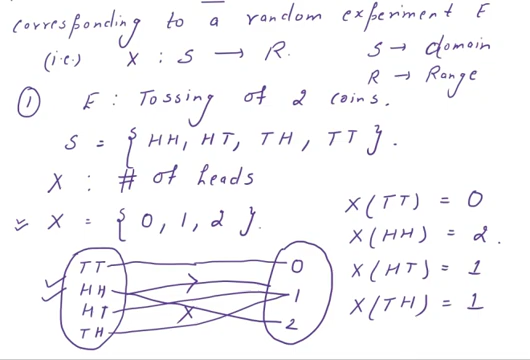 corresponding to a random experiment E
(i.e.) X : S → R. S → domain
R → Range
① E : Tossing of 2 coins.
S = { HH, HT, TH, TT }.
X : # of heads
X = { 0, 1, 2 }.
X(TT) = 0
X(HH) = 2.
X(HT) = 1
X(TH) = 1
TT 0
HH 1
HT 2
TH
X